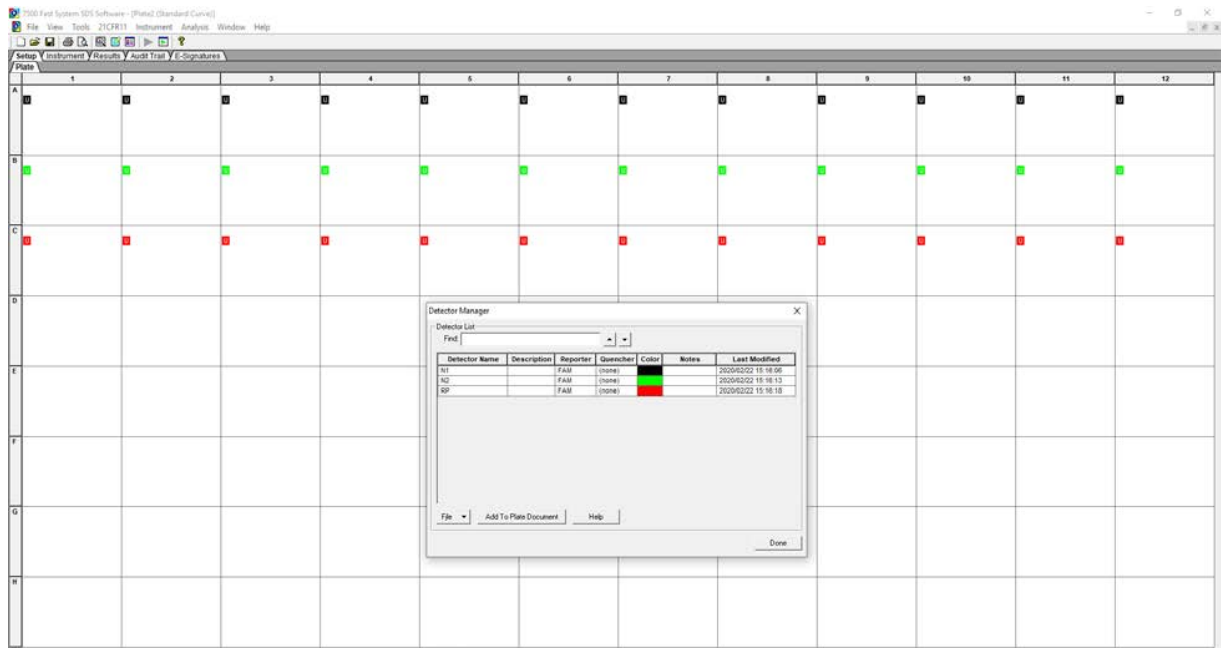 7500 Fast System SDS Software - [Plate2 (Standard Curve)]
File View Tools 21CFR11 Instrument Analysis Window Help
Setup Instrument Results Audit Trail E-Signatures
Plate
1 2 3 4 5 6 7 8 9 10 11 12
A
U U U U U U U U U U U U
B
U U U U U U U U U U U U
C
U U U U U U U U U U U U
D
Detector Manager
Detector List
Find:
Detector Name Description Reporter Quencher Color Notes Last Modified
N1 FAM (none) 2020/02/22 15:16:06
N2 FAM (none) 2020/02/22 15:16:13
RP FAM (none) 2020/02/22 15:16:18
E
F
G
File Add To Plate Document Help
Done
H